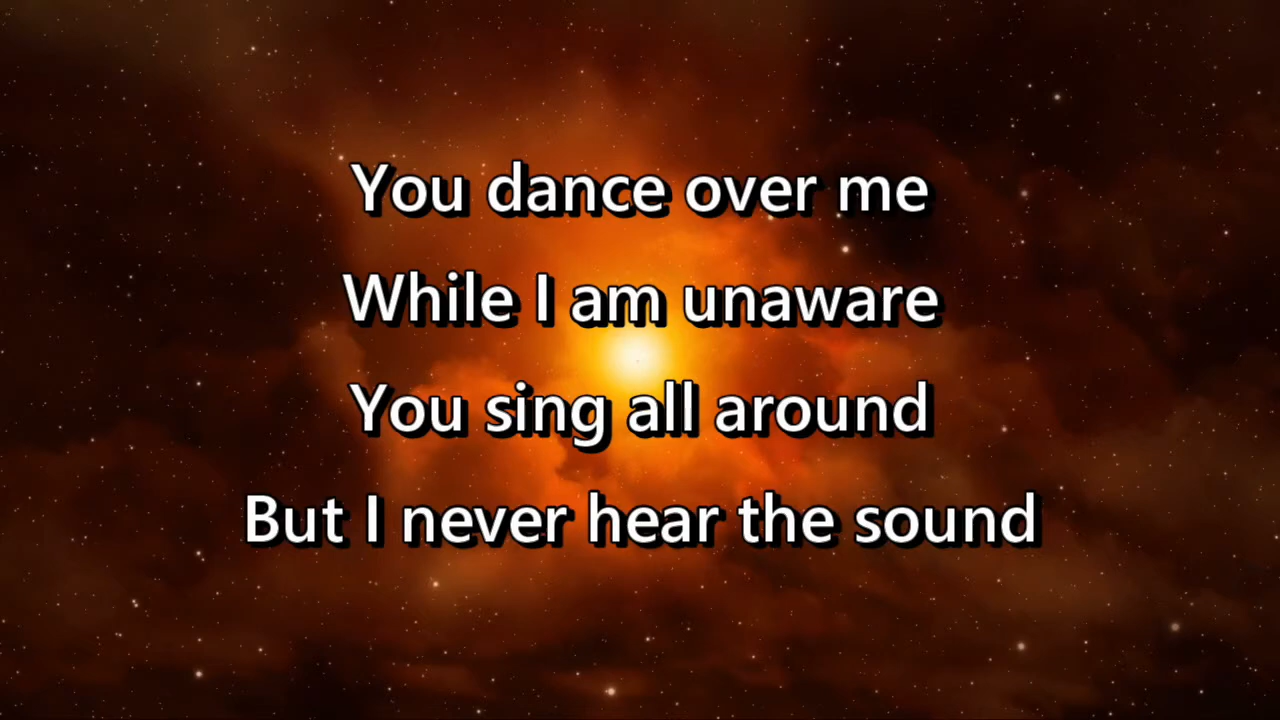 You dance over me
While I am unaware
You sing all around
But I never hear the sound